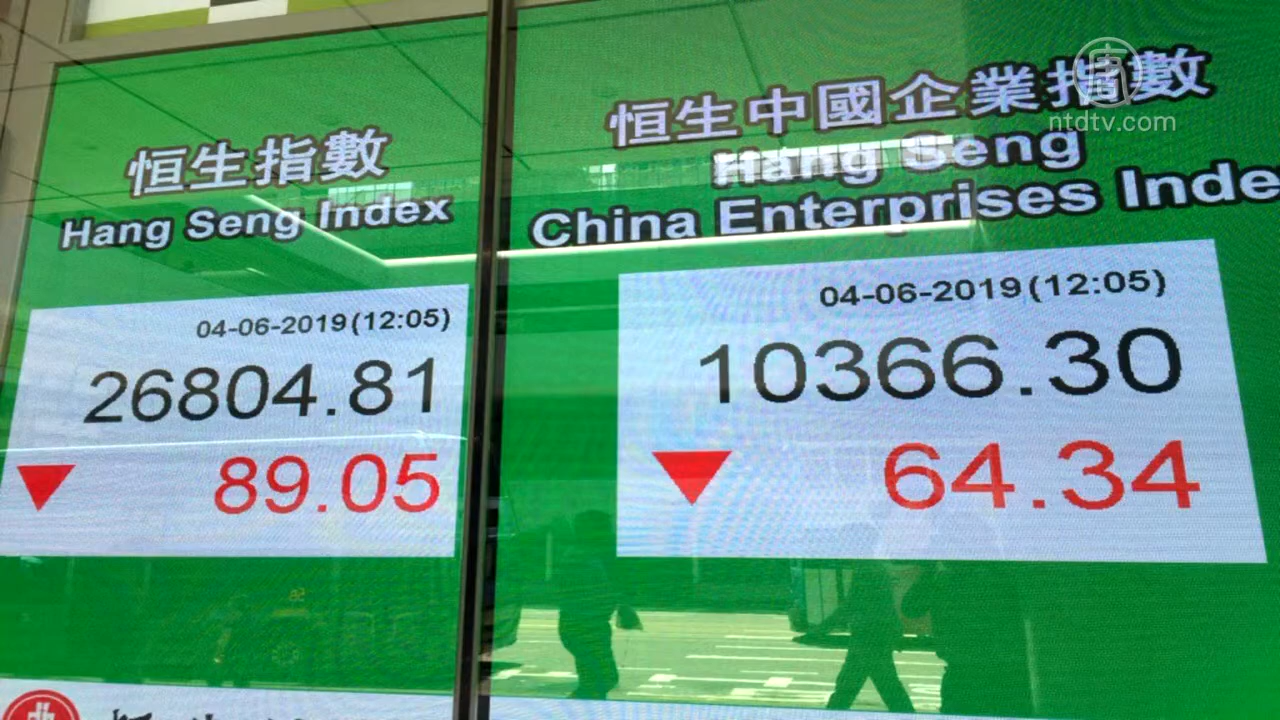 恒生指數
Hang Seng Index
04-06-2019(12:05)
26804.81
▼ 89.05
恒生中國企業指數
Hang Seng
China Enterprises Inde
04-06-2019(12:05)
10366.30
▼ 64.34
ntdtv.com